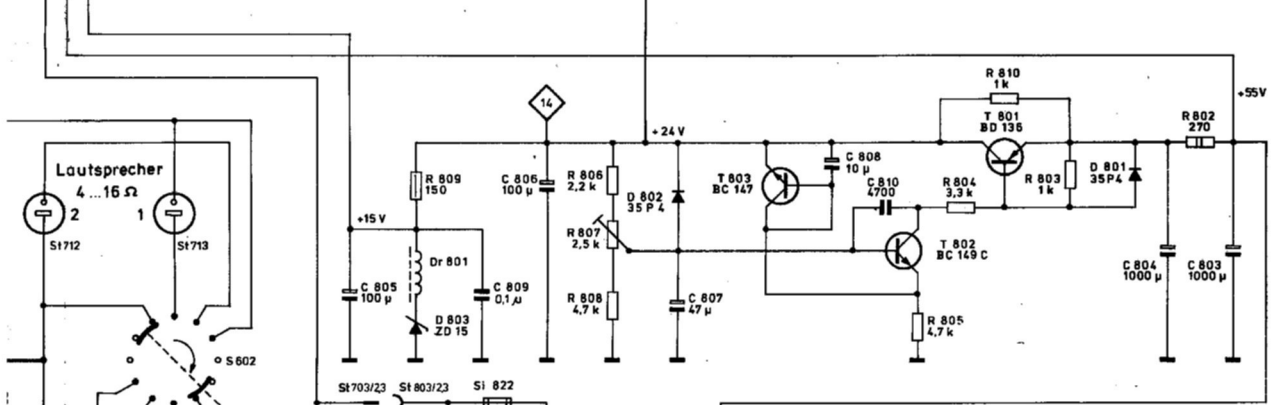 R 810
1 k
+55V
14
T 801
BD 136
R 802
270
+ 24 V
Lautsprecher
4 ... 16 Ω
R 809
150
C 806
100 µ
R 806
2,2 k
D 802
35 P 4
T 803
BC 147
C 808
10 µ
C 810
4700
R 804
3,3 k
R 803
1 k
D 801
35P4
2
1
St712
St713
+15 V
R 807
2,5 k
T 802
BC 149 C
Dr 801
C 805
100 µ
C 809
0,1 µ
R 808
4,7 k
C 807
47 µ
C 804
1000 µ
C 803
1000 µ
D 803
ZD 15
R 805
4,7 k
S 602
St 703/23
St 803/23
Si 822